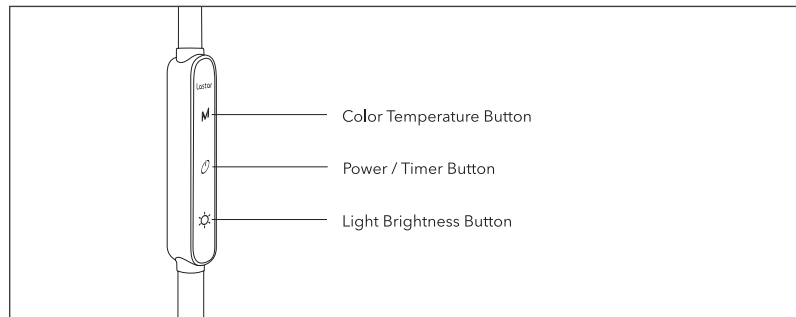 Lastar
M
Color Temperature Button
Power / Timer Button
Light Brightness Button